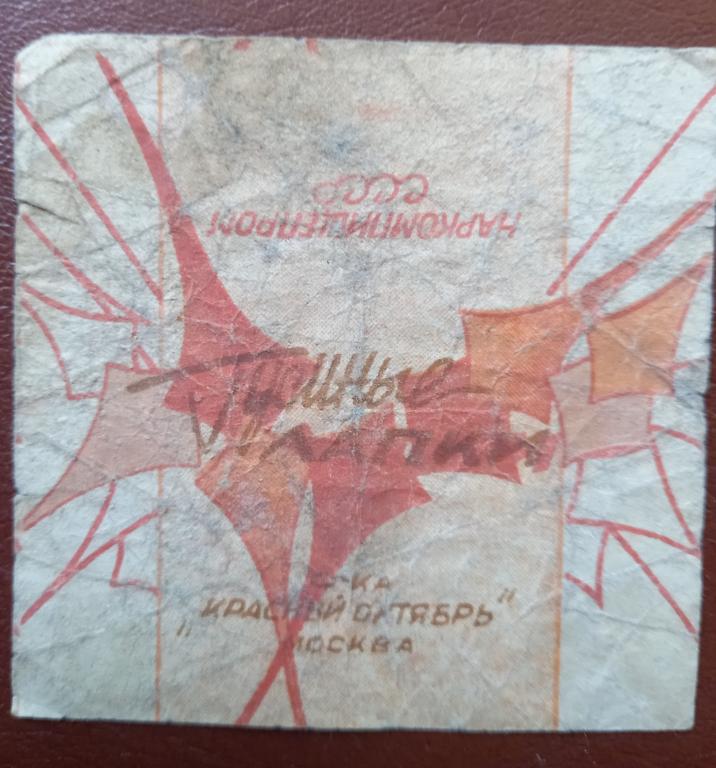 НАРКОМПИЩЕПРОМ
СССР
Гусиные
"ЛАПКИ"
Ф-КА
"КРАСНЫЙ ОКТЯБРЬ"
МОСКВА